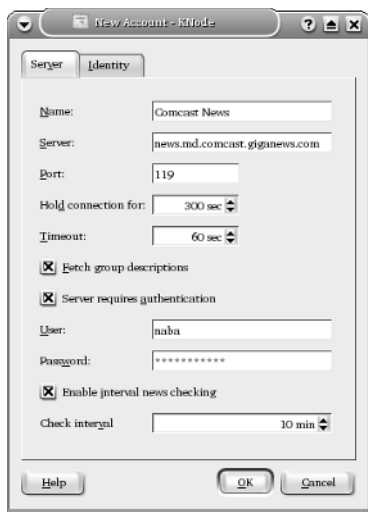 New Account - KNode
Server Identity
Name: Comcast News
Server: news.md.comcast.giganews.com
Port: 119
Hold connection for: 300 sec
Timeout: 60 sec
Fetch group descriptions
Server requires authentication
User: naba
Password: ***********
Enable interval news checking
Check interval 10 min
Help OK Cancel